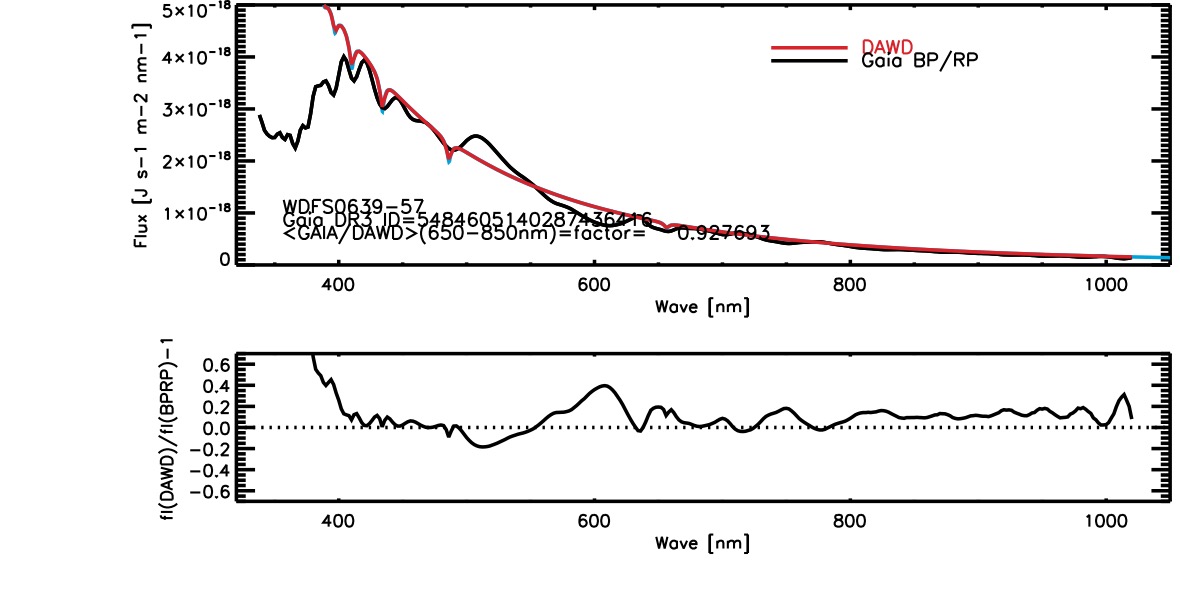 5×10⁻¹⁸
4×10⁻¹⁸
3×10⁻¹⁸
2×10⁻¹⁸
1×10⁻¹⁸
0
Flux [J s−1 m−2 nm−1]
DAWD
Gaia BP/RP
WDFS0639−57
Gaia DR3 ID=5484605140287436416
<GAIA/DAWD>(650−850nm)=factor= 0.927693
400 600 800 1000
Wave [nm]
0.6
0.4
0.2
0.0
−0.2
−0.4
−0.6
fl(DAWD)/fl(BPRP)−1
400 600 800 1000
Wave [nm]